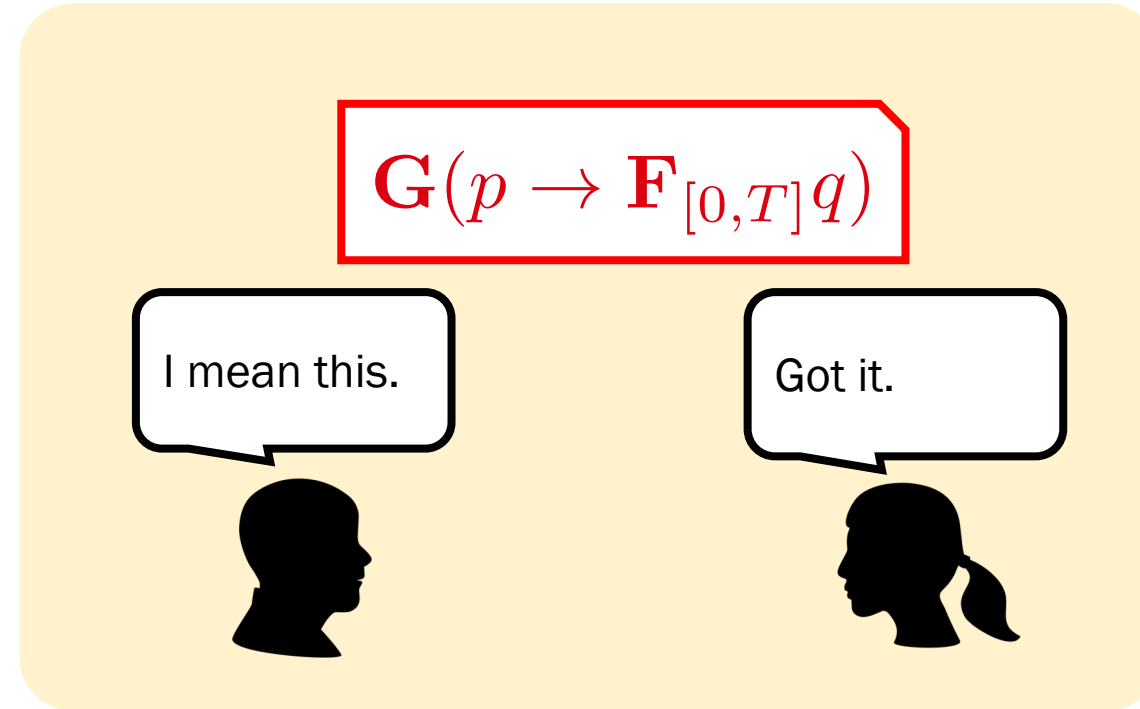 G(p → F[0,T]q)
I mean this.
Got it.